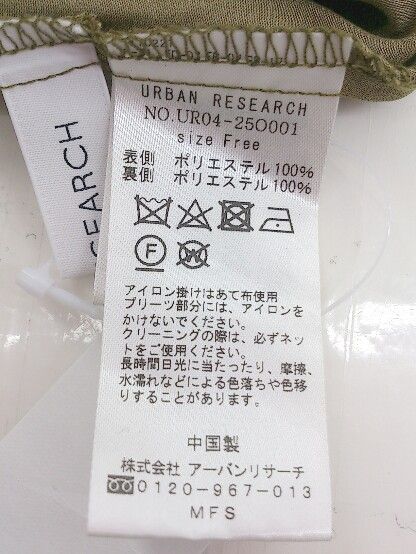 SEARCH
URBAN RESEARCH
NO.UR04-250001
size Free
表側 ポリエステル100%
裏側 ポリエステル100%
F
W
アイロン掛けはあて布使用
プリーツ部分には、アイロンを
かけないでください。
クリーニングの際は、必ずネッ
トをご使用ください。
長時間日光に当たったり、摩擦、
水濡れなどによる色落ちや色移
りすることがあります。
中国製
株式会社 アーバンリサーチ
0120-967-013
MFS